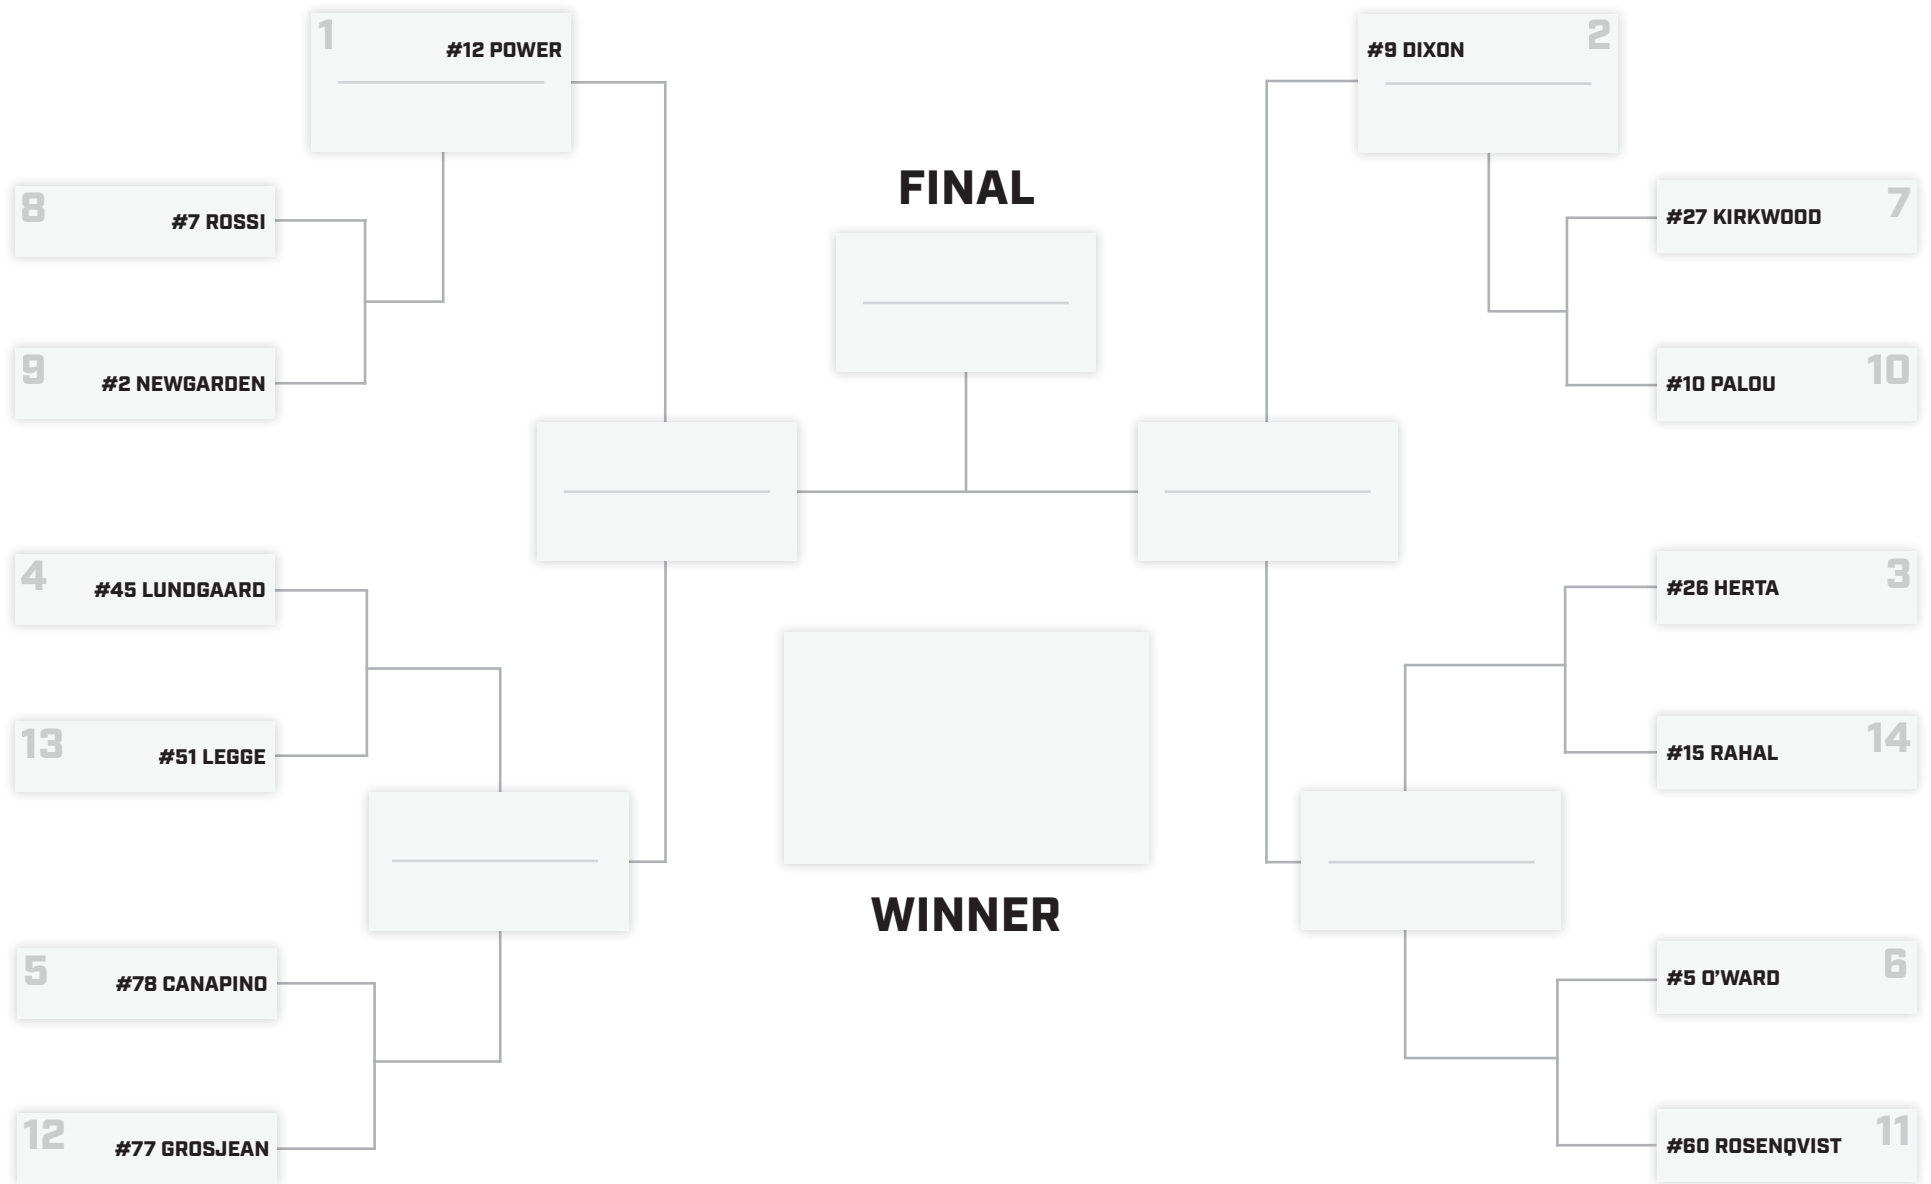 1
#12 POWER
8
#7 ROSSI
9
#2 NEWGARDEN
4
#45 LUNDGAARD
13
#51 LEGGE
5
#78 CANAPINO
12
#77 GROSJEAN
FINAL
WINNER
2
#9 DIXON
7
#27 KIRKWOOD
10
#10 PALOU
3
#26 HERTA
14
#15 RAHAL
6
#5 O’WARD
11
#60 ROSENQVIST